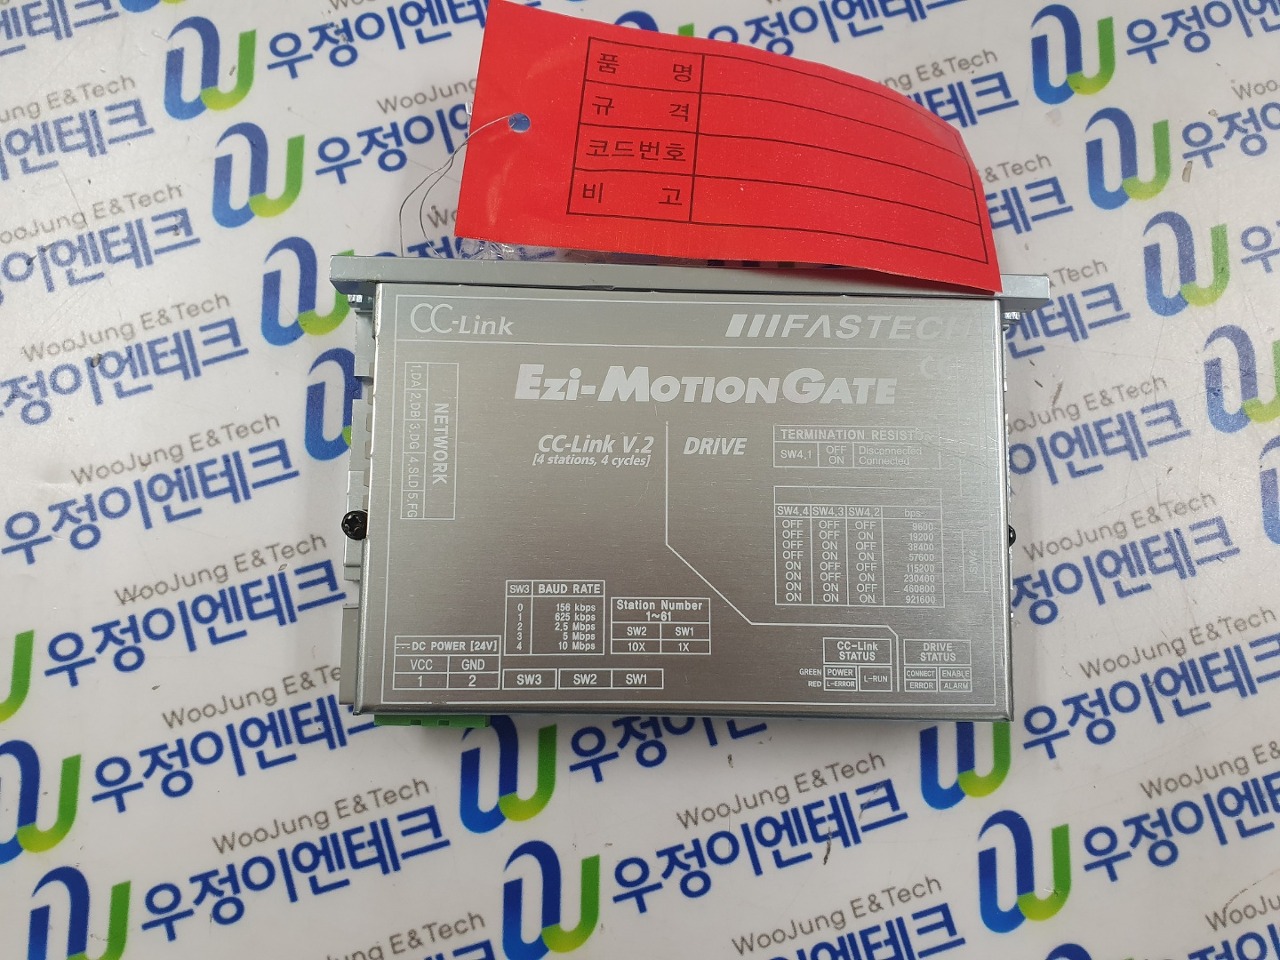 품 명
규 격
코드번호
비 고
CC-Link
FASTECH
Ezi-MOTIONGATE
1.DA 2.DB 3.DG 4.SLD 5.FG
NETWORK
CC-Link V.2
[4 stations, 4 cycles]
DRIVE
TERMINATION RESISTOR
SW4.1 OFF Disconnected
ON Connected
SW4.4 SW4.3 SW4.2 bps
OFF OFF OFF 9600
OFF OFF ON 19200
OFF ON OFF 38400
OFF ON ON 57600
ON OFF OFF 115200
ON OFF ON 230400
ON ON OFF 460800
ON ON ON 921600
SW3 BAUD RATE
0 156 kbps
1 625 kbps
2 2.5 Mbps
3 5 Mbps
4 10 Mbps
Station Number
1~61
SW2 SW1
10X 1X
DC POWER [24V]
VCC GND
1 2
SW3 SW2 SW1
CC-Link
STATUS
GREEN POWER L-RUN
RED L-ERROR
DRIVE
STATUS
CONNECT ENABLE
ERROR ALARM
WooJung E&Tech
우정이엔테크